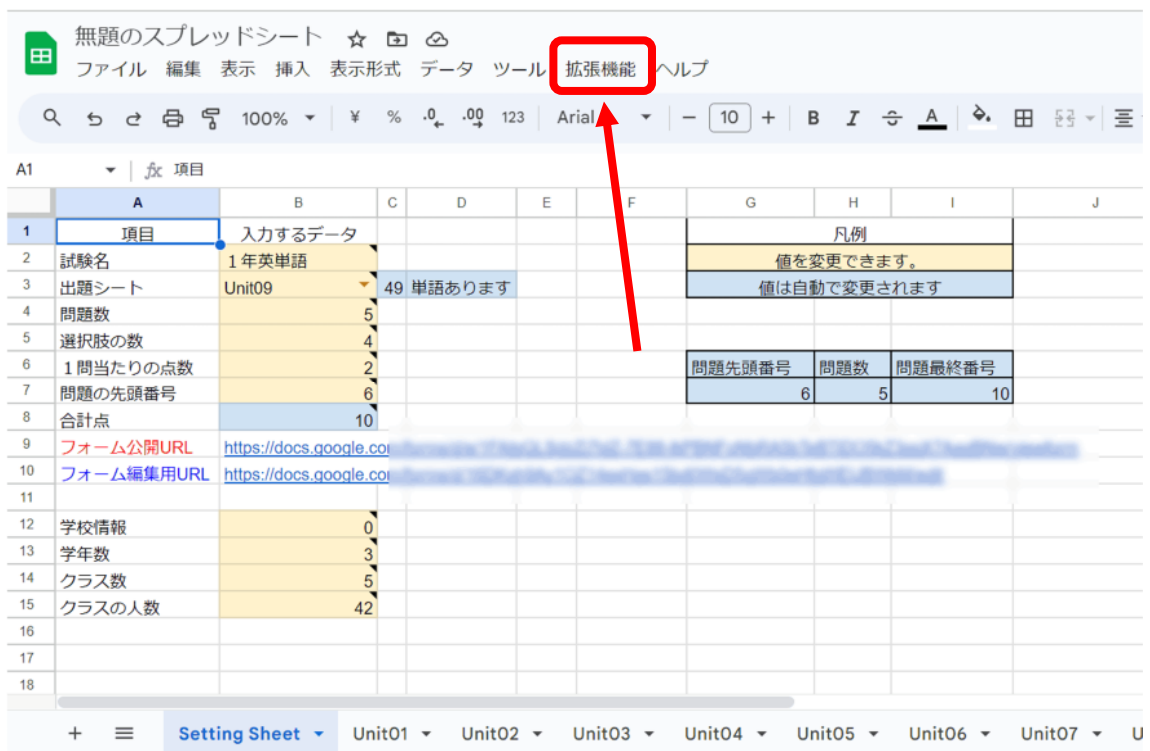 無題のスプレッドシート
ファイル 編集 表示 挿入 表示形式 データ ツール 拡張機能 ヘルプ
100% ¥ % .0 .00 123 Arial 10 B I S A
A1 fx 項目
A B C D E F G H I J
1 項目 入力するデータ 凡例
2 試験名 1年英単語 値を変更できます。
3 出題シート Unit09 49 単語あります 値は自動で変更されます
4 問題数 5
5 選択肢の数 4
6 1問当たりの点数 2 問題先頭番号 問題数 問題最終番号
7 問題の先頭番号 6 6 5 10
8 合計点 10
9 フォーム公開URL https://docs.google.co
10 フォーム編集用URL https://docs.google.co
11
12 学校情報 0
13 学年数 3
14 クラス数 5
15 クラスの人数 42
16
17
18
+ Setting Sheet Unit01 Unit02 Unit03 Unit04 Unit05 Unit06 Unit07 U